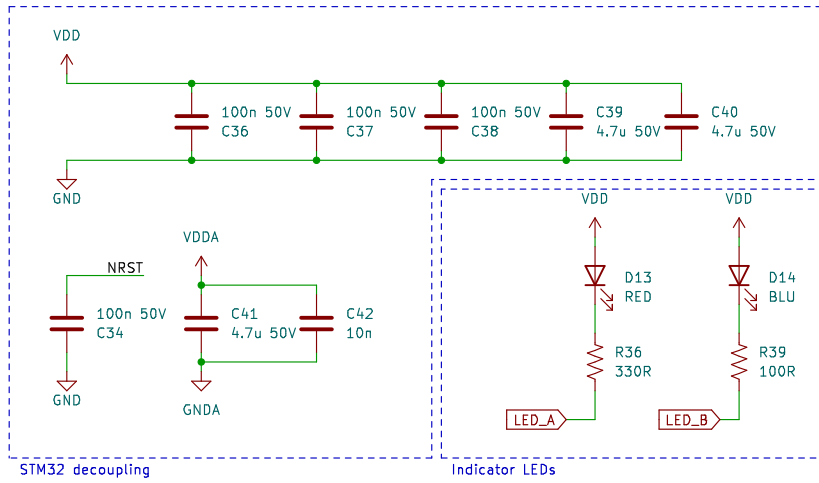 VDD
100n 50V
C36
100n 50V
C37
100n 50V
C38
C39
4.7u 50V
C40
4.7u 50V
GND
VDDA
NRST
100n 50V
C34
C41
4.7u 50V
C42
10n
GND
GNDA
STM32 decoupling
VDD
VDD
D13
RED
D14
BLU
R36
330R
R39
100R
LED_A
LED_B
Indicator LEDs